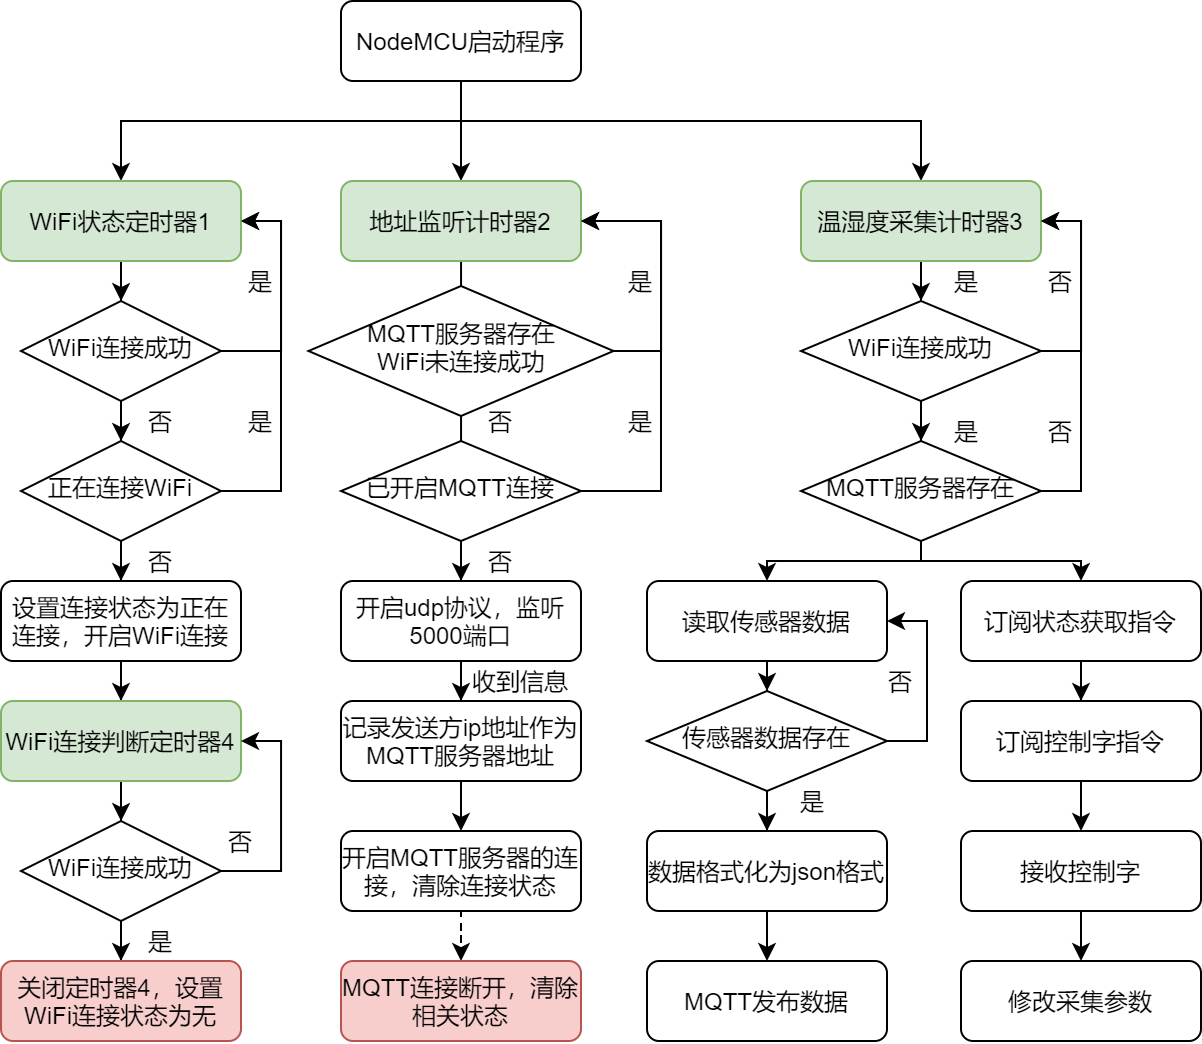 NodeMCU启动程序
WiFi状态定时器1
地址监听计时器2
温湿度采集计时器3
是
是
是
否
WiFi连接成功
MQTT服务器存在
WiFi未连接成功
WiFi连接成功
否
是
否
是
是
否
正在连接WiFi
已开启MQTT连接
MQTT服务器存在
否
否
设置连接状态为正在
连接，开启WiFi连接
开启udp协议，监听
5000端口
读取传感器数据
订阅状态获取指令
收到信息
否
WiFi连接判断定时器4
记录发送方ip地址作为
MQTT服务器地址
传感器数据存在
订阅控制字指令
否
是
WiFi连接成功
开启MQTT服务器的连
接，清除连接状态
数据格式化为json格式
接收控制字
是
关闭定时器4，设置
WiFi连接状态为无
MQTT连接断开，清除
相关状态
MQTT发布数据
修改采集参数